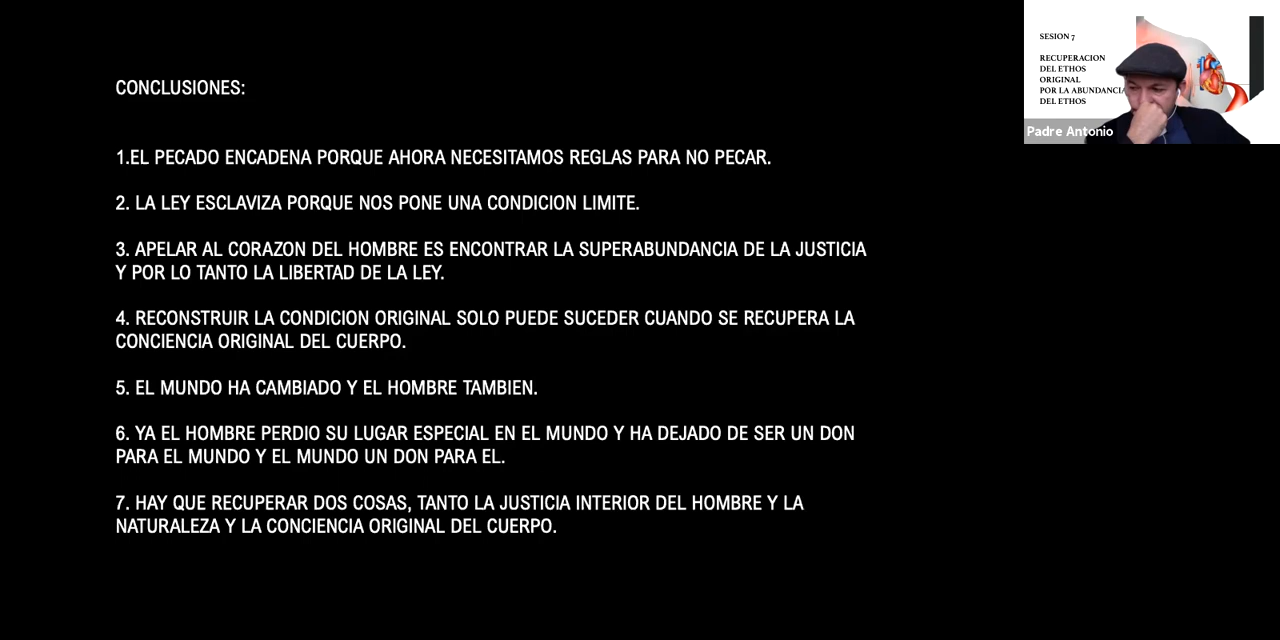 CONCLUSIONES:
1.EL PECADO ENCADENA PORQUE AHORA NECESITAMOS REGLAS PARA NO PECAR.
2. LA LEY ESCLAVIZA PORQUE NOS PONE UNA CONDICION LIMITE.
3. APELAR AL CORAZON DEL HOMBRE ES ENCONTRAR LA SUPERABUNDANCIA DE LA JUSTICIA
Y POR LO TANTO LA LIBERTAD DE LA LEY.
4. RECONSTRUIR LA CONDICION ORIGINAL SOLO PUEDE SUCEDER CUANDO SE RECUPERA LA
CONCIENCIA ORIGINAL DEL CUERPO.
5. EL MUNDO HA CAMBIADO Y EL HOMBRE TAMBIEN.
6. YA EL HOMBRE PERDIO SU LUGAR ESPECIAL EN EL MUNDO Y HA DEJADO DE SER UN DON
PARA EL MUNDO Y EL MUNDO UN DON PARA EL.
7. HAY QUE RECUPERAR DOS COSAS, TANTO LA JUSTICIA INTERIOR DEL HOMBRE Y LA
NATURALEZA Y LA CONCIENCIA ORIGINAL DEL CUERPO.
SESION 7
RECUPERACION
DEL ETHOS
ORIGINAL
POR LA ABUNDANCIA
DEL ETHOS
Padre Antonio